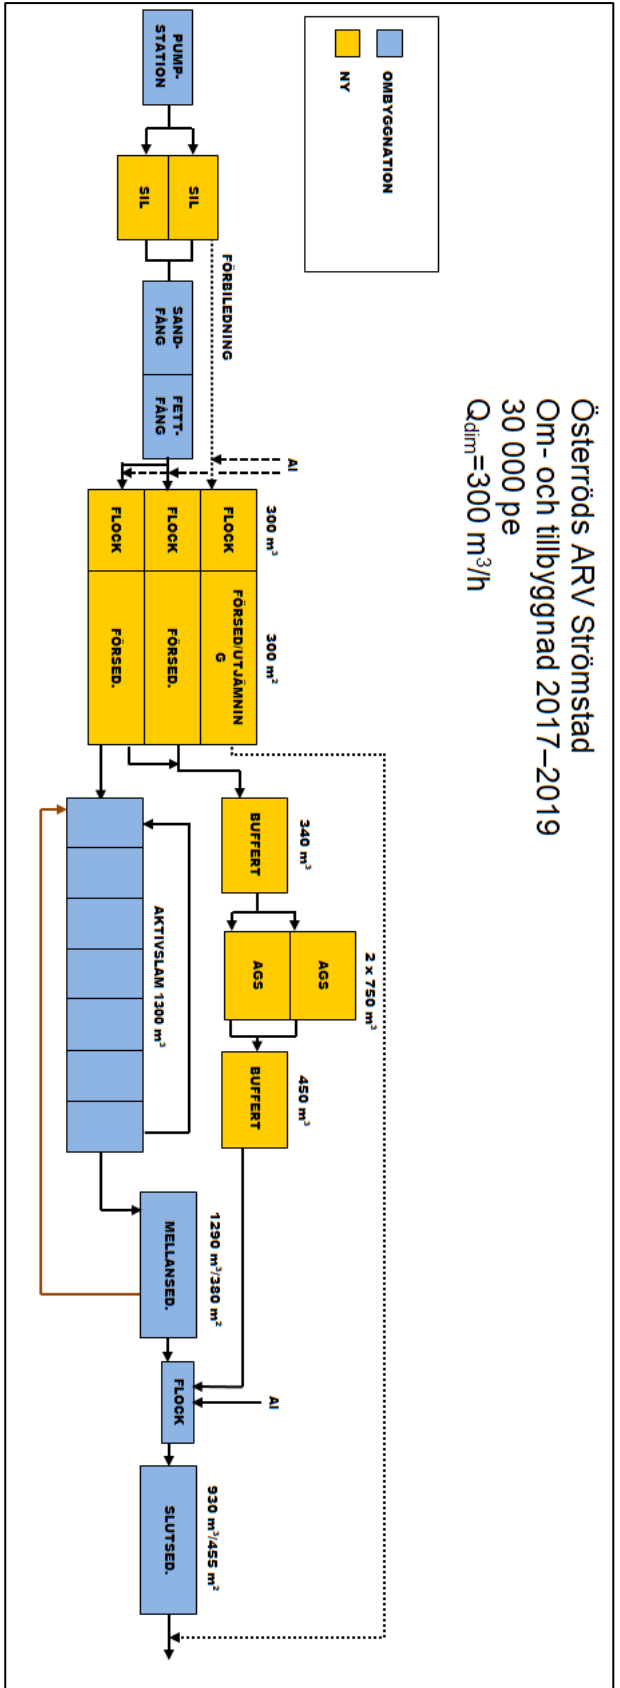 Österröds ARV Strömstad
Om- och tillbyggnad 2017–2019
30 000 pe
Qdim=300 m³/h
OMBYGGNATION
NY
PUMP-
STATION
SIL
SIL
FÖRBILEDNING
SAND-
FÅNG
FETT-
FÅNG
Al
300 m³
300 m²
FLOCK
FÖRSED/UTJÄMNIN
G
FLOCK
FÖRSED.
FLOCK
FÖRSED.
340 m³
BUFFERT
2 x 750 m³
AGS
AGS
450 m³
BUFFERT
AKTIVSLAM 1300 m³
1290 m³/380 m²
MELLANSED.
Al
FLOCK
930 m³/455 m²
SLUTSED.